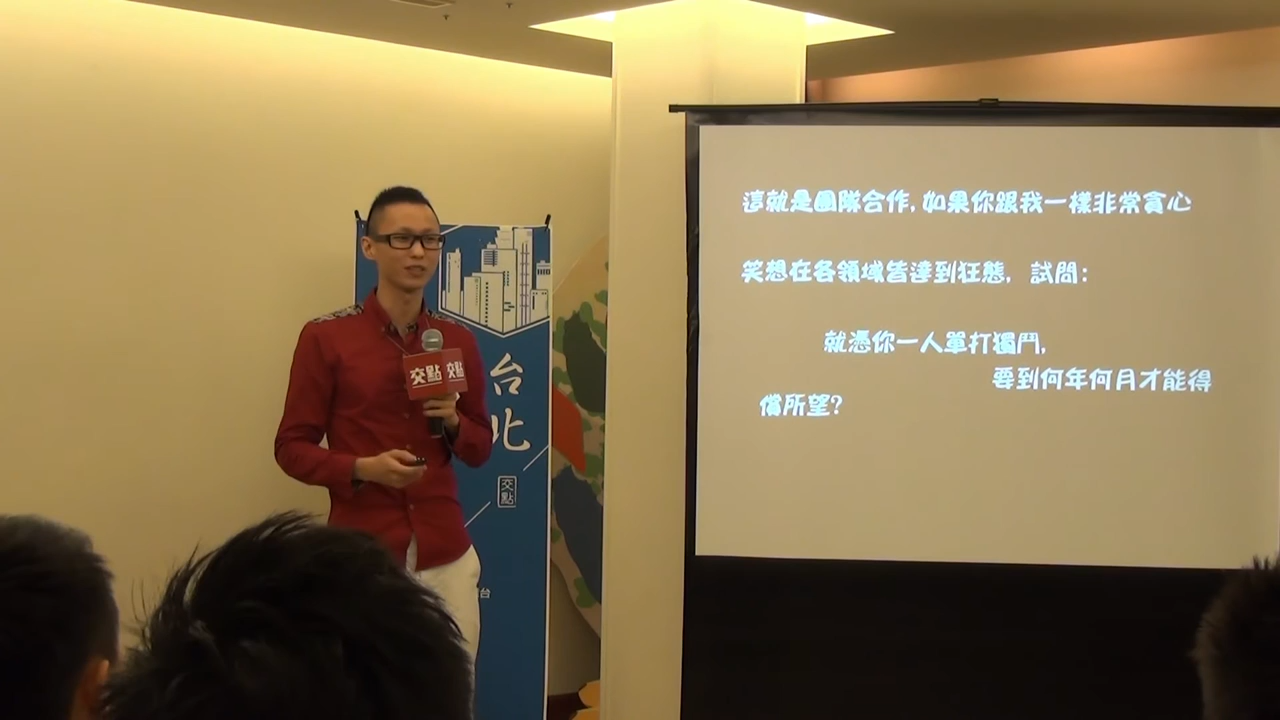 這就是團隊合作, 如果你跟我一樣非常貪心
笑想在各領域皆達到狂態, 試問:
就憑你一人單打獨鬥,
要到何年何月才能得
償所望?
交點 交點
台
北
交點
台